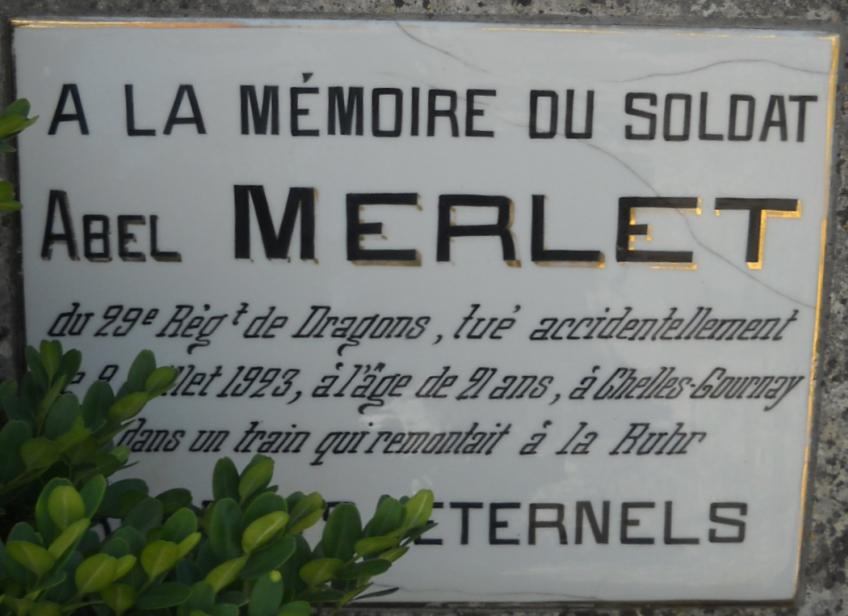 A LA MÉMOIRE DU SOLDAT
ABEL MERLET
du 29e Règt de Dragons, tué accidentellement
1923, à l'âge de 21 ans, à Chelles-Gournay
dans un train qui remontait à la Ruhr
ETERNELS